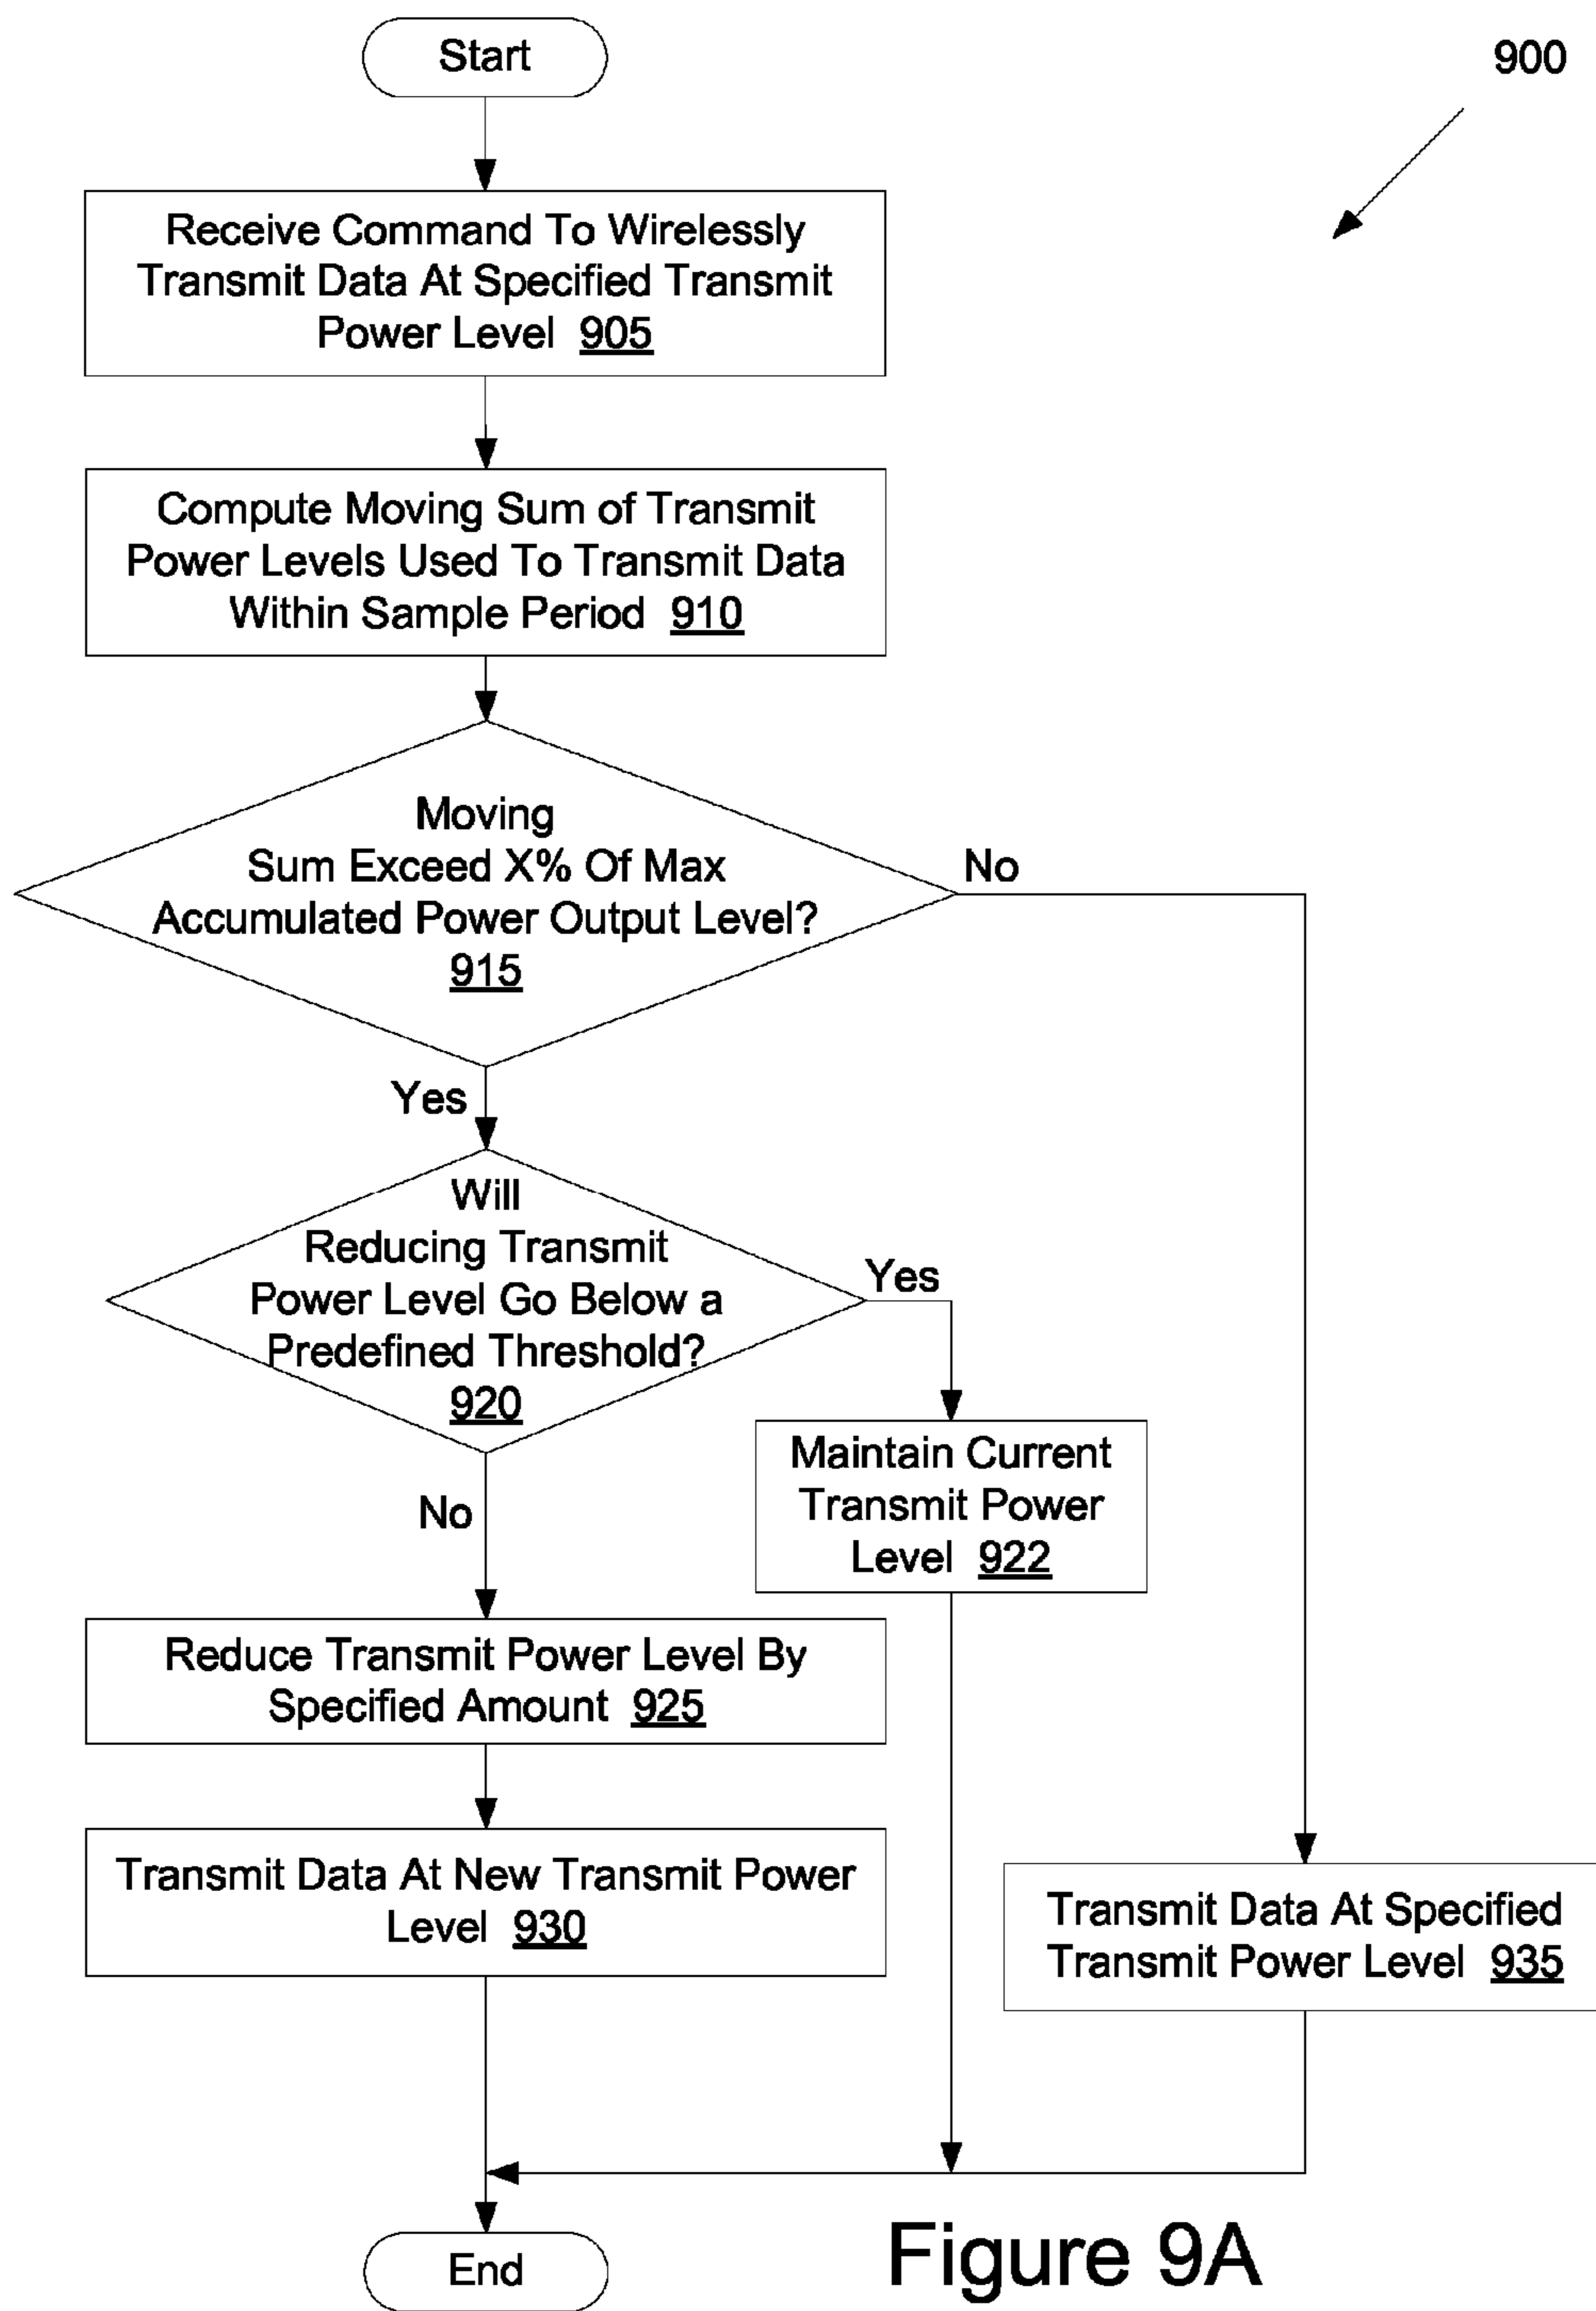 Start
900
Receive Command To Wirelessly
Transmit Data At Specified Transmit
Power Level 905
Compute Moving Sum of Transmit
Power Levels Used To Transmit Data
Within Sample Period 910
Moving
Sum Exceed X% Of Max
Accumulated Power Output Level?
915
No
Yes
Will
Reducing Transmit
Power Level Go Below a
Predefined Threshold?
920
Yes
No
Maintain Current
Transmit Power
Level 922
Reduce Transmit Power Level By
Specified Amount 925
Transmit Data At New Transmit Power
Level 930
Transmit Data At Specified
Transmit Power Level 935
End
Figure 9A